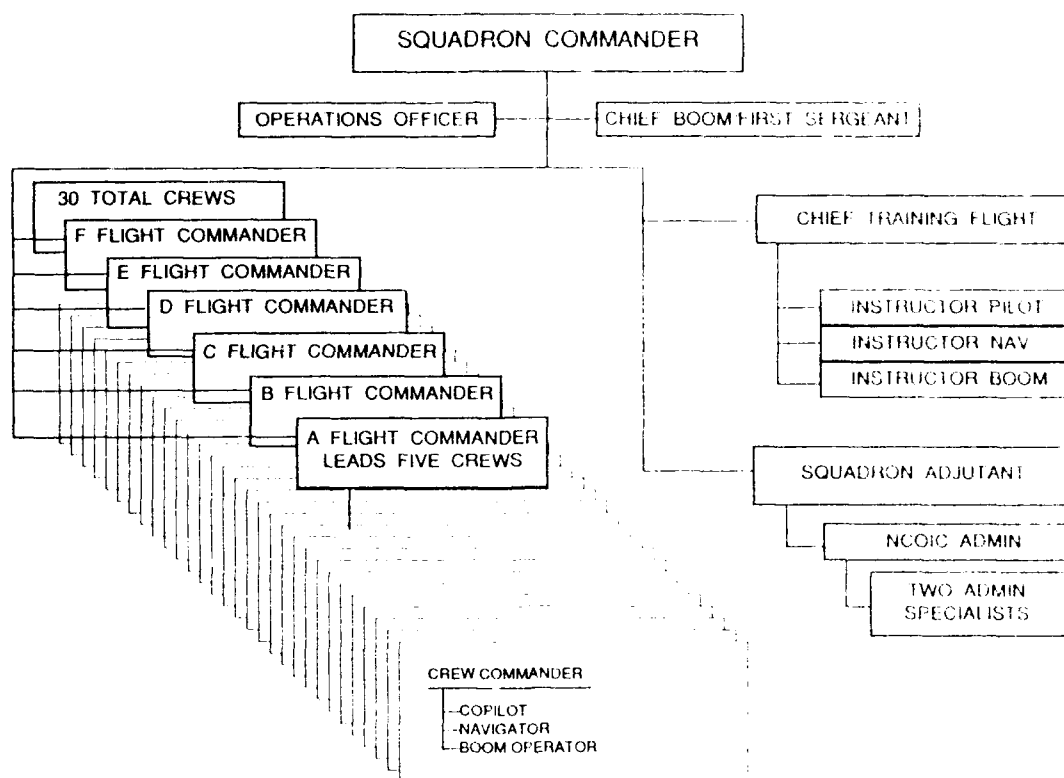 SQUADRON COMMANDER
OPERATIONS OFFICER
CHIEF BOOM/FIRST SERGEANT
30 TOTAL CREWS
F FLIGHT COMMANDER
E FLIGHT COMMANDER
D FLIGHT COMMANDER
C FLIGHT COMMANDER
B FLIGHT COMMANDER
A FLIGHT COMMANDER
LEADS FIVE CREWS
CREW COMMANDER
COPILOT
NAVIGATOR
BOOM OPERATOR
CHIEF TRAINING FLIGHT
INSTRUCTOR PILOT
INSTRUCTOR NAV
INSTRUCTOR BOOM
SQUADRON ADJUTANT
NCOIC ADMIN
TWO ADMIN
SPECIALISTS